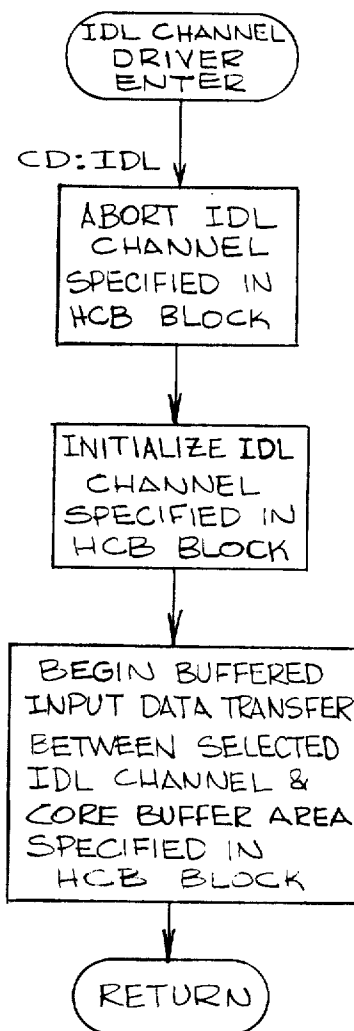 IDL CHANNEL
DRIVER
ENTER
CD:IDL
ABORT IDL
CHANNEL
SPECIFIED IN
HCB BLOCK
INITIALIZE IDL
CHANNEL
SPECIFIED IN
HCB BLOCK
BEGIN BUFFERED
INPUT DATA TRANSFER
BETWEEN SELECTED
IDL CHANNEL &
CORE BUFFER AREA
SPECIFIED IN
HCB BLOCK
RETURN